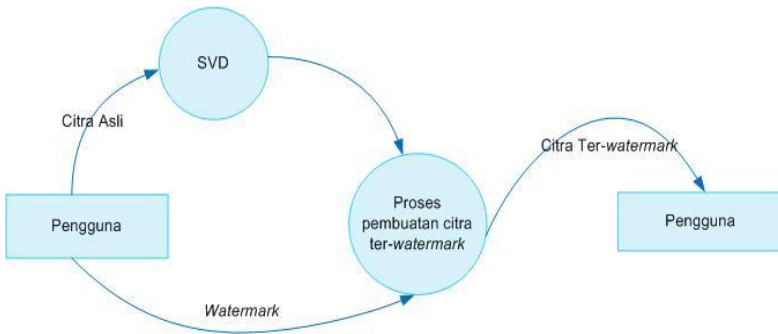 SVD
Citra Asli
Pengguna
Proses
pembuatan citra
ter-watermark
Citra Ter-watermark
Pengguna
Watermark